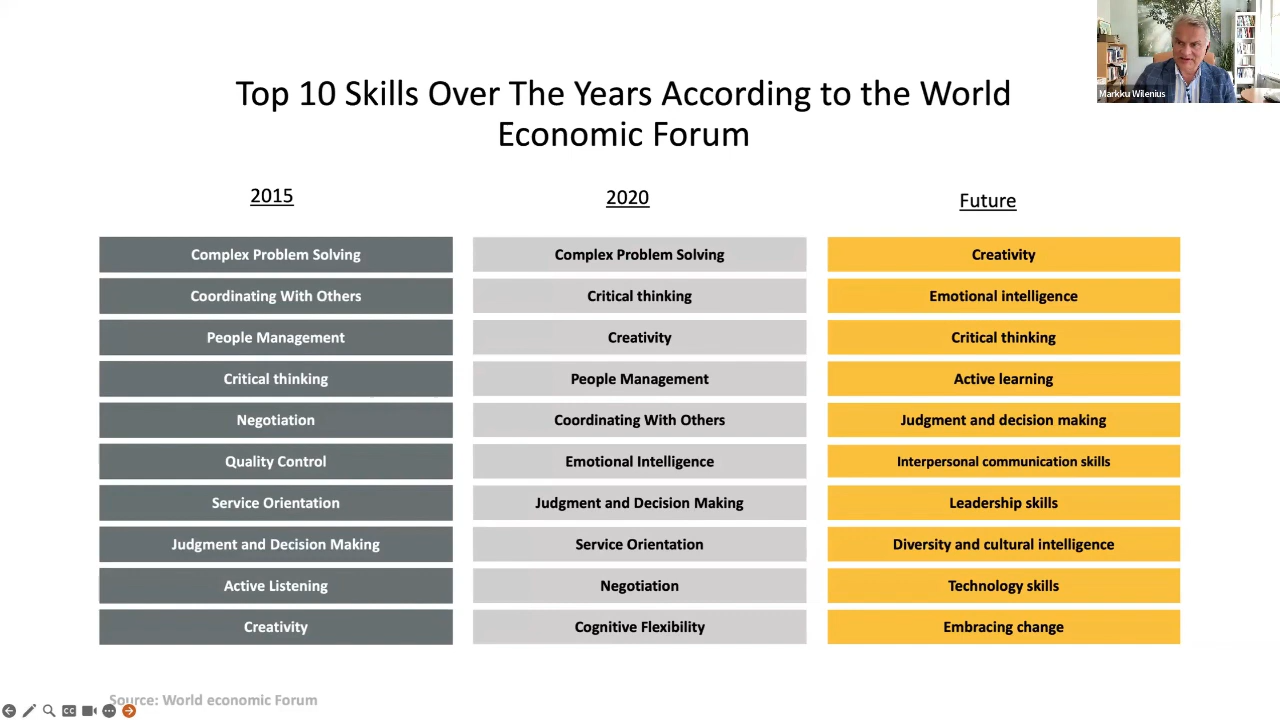 Markku Wilenius
Top 10 Skills Over The Years According to the World
Economic Forum
2015
Complex Problem Solving
Coordinating With Others
People Management
Critical thinking
Negotiation
Quality Control
Service Orientation
Judgment and Decision Making
Active Listening
Creativity
2020
Complex Problem Solving
Critical thinking
Creativity
People Management
Coordinating With Others
Emotional Intelligence
Judgment and Decision Making
Service Orientation
Negotiation
Cognitive Flexibility
Future
Creativity
Emotional intelligence
Critical thinking
Active learning
Judgment and decision making
Interpersonal communication skills
Leadership skills
Diversity and cultural intelligence
Technology skills
Embracing change
Source: World economic Forum
CC